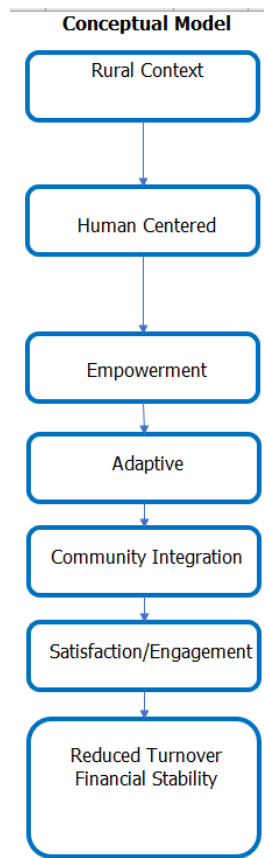 Conceptual Model
Rural Context
Human Centered
Empowerment
Adaptive
Community Integration
Satisfaction/Engagement
Reduced Turnover
Financial Stability